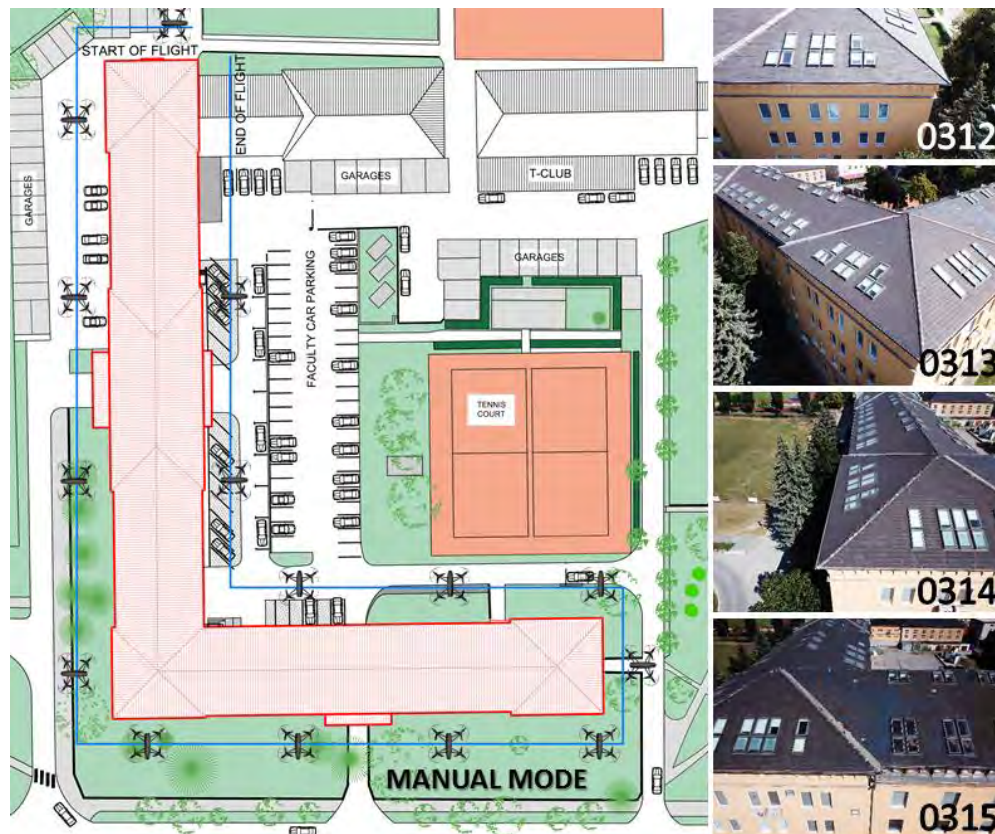 START OF FLIGHT
END OF FLIGHT
GARAGES
T-CLUB
GARAGES
GARAGES
FACULTY CAR PARKING
TENNIS
COURT
MANUAL MODE
0312
0313
0314
0315